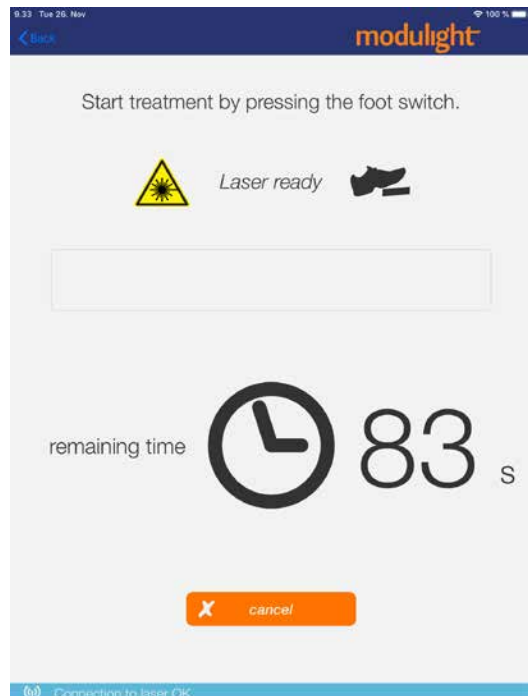 9.33 Tue 26. Nov 100 %
Back
modulight
Start treatment by pressing the foot switch.
Laser ready
remaining time 83 s
cancel
Connection to laser OK